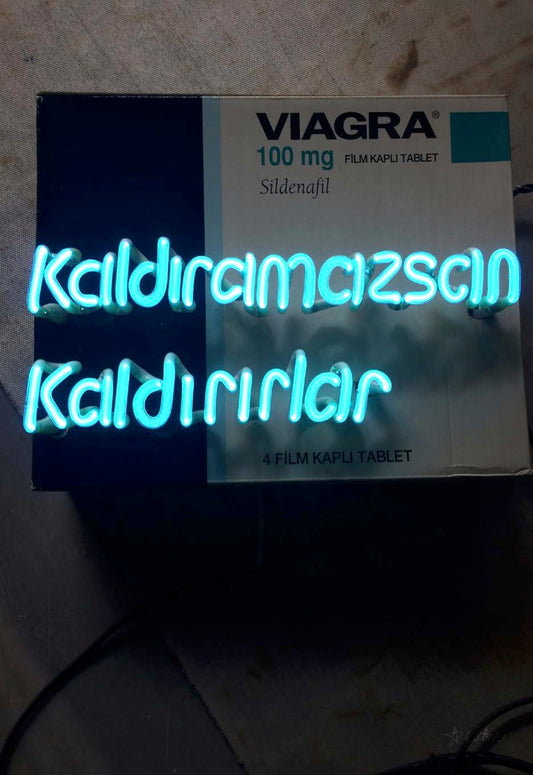 VIAGRA®
100 mg FİLM KAPLI TABLET
Sildenafil
Kaldıramazsan
Kaldırırlar
4 FİLM KAPLI TABLET